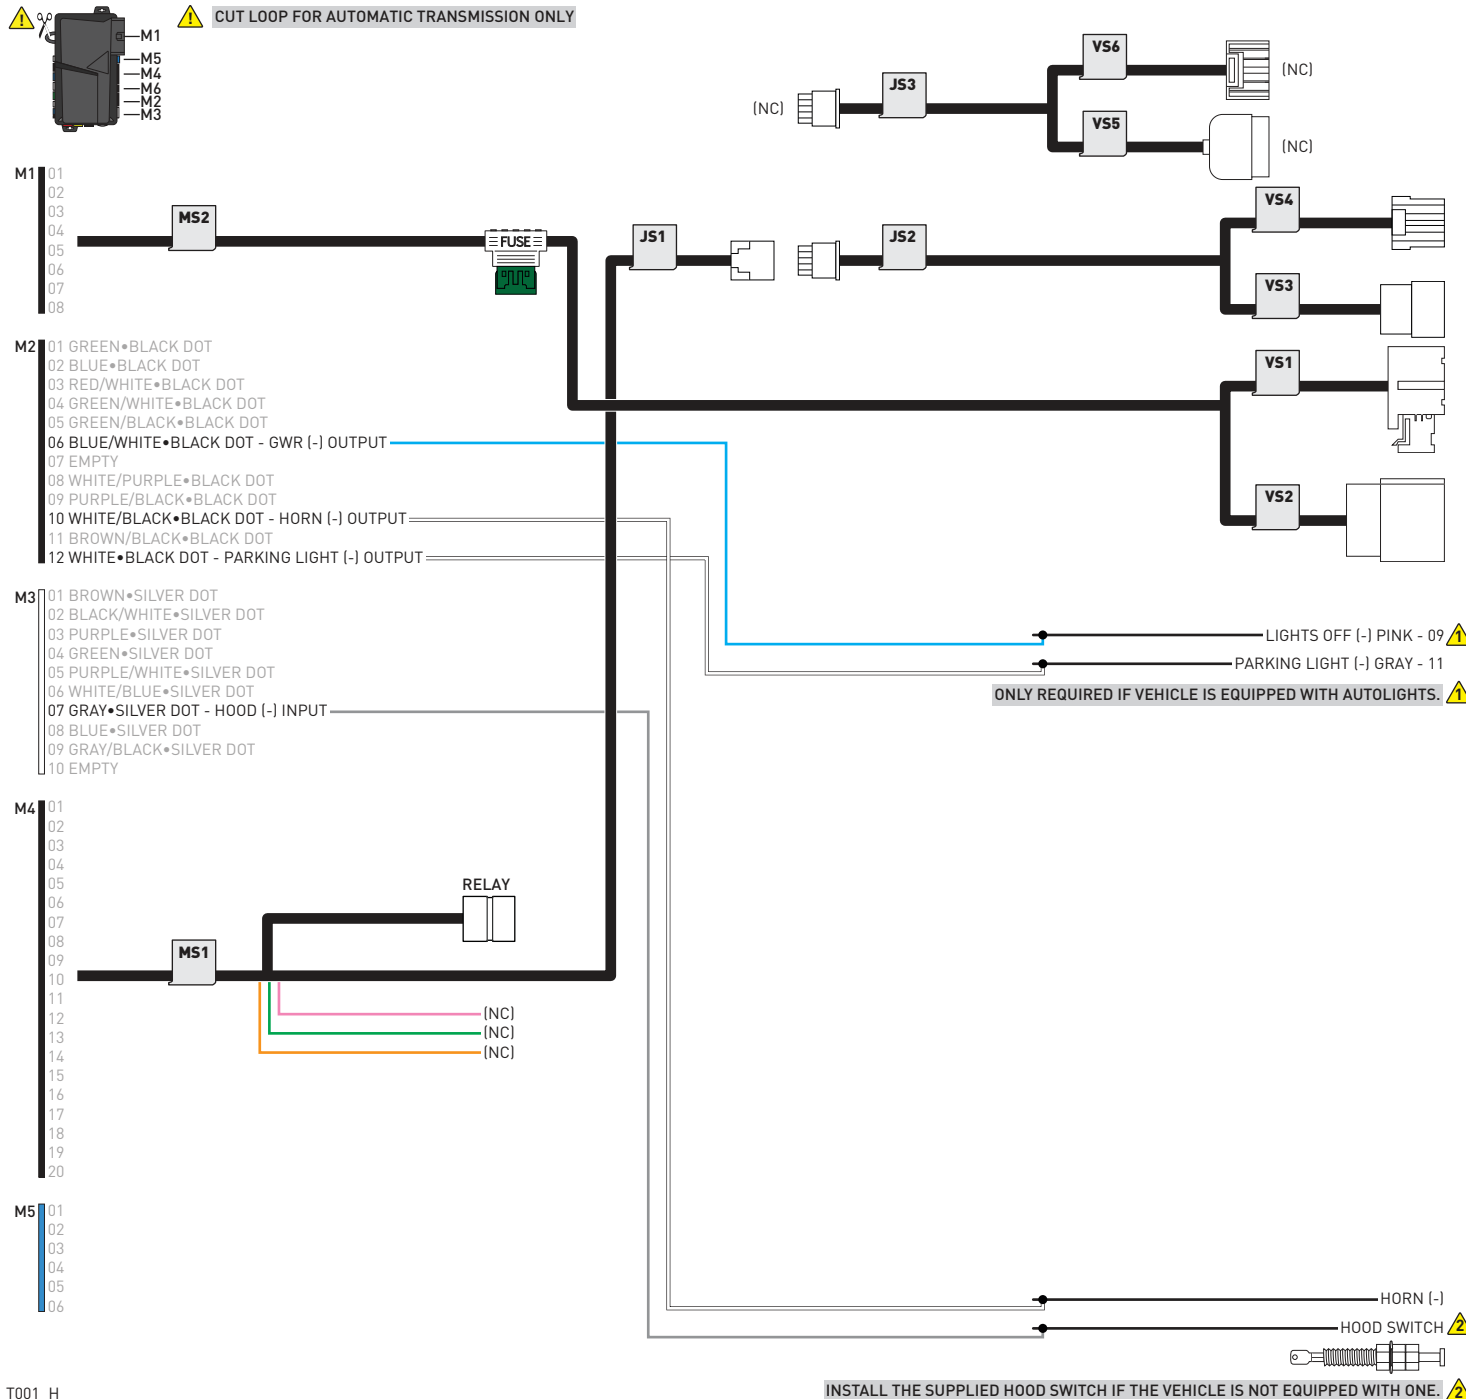 CUT LOOP FOR AUTOMATIC TRANSMISSION ONLY
M1
M5
M4
M6
M2
M3
(NC)
JS3
VS6
(NC)
VS5
(NC)
M1
01
02
03
04
05
06
07
08
MS2
FUSE
JS1
JS2
VS4
VS3
VS1
VS2
M2
01 GREEN•BLACK DOT
02 BLUE•BLACK DOT
03 RED/WHITE•BLACK DOT
04 GREEN/WHITE•BLACK DOT
05 GREEN/BLACK•BLACK DOT
06 BLUE/WHITE•BLACK DOT - GWR (-) OUTPUT
07 EMPTY
08 WHITE/PURPLE•BLACK DOT
09 PURPLE/BLACK•BLACK DOT
10 WHITE/BLACK•BLACK DOT - HORN (-) OUTPUT
11 BROWN/BLACK•BLACK DOT
12 WHITE•BLACK DOT - PARKING LIGHT (-) OUTPUT
M3
01 BROWN•SILVER DOT
02 BLACK/WHITE•SILVER DOT
03 PURPLE•SILVER DOT
04 GREEN•SILVER DOT
05 PURPLE/WHITE•SILVER DOT
06 WHITE/BLUE•SILVER DOT
07 GRAY•SILVER DOT - HOOD (-) INPUT
08 BLUE•SILVER DOT
09 GRAY/BLACK•SILVER DOT
10 EMPTY
LIGHTS OFF (-) PINK - 09 1
PARKING LIGHT (-) GRAY - 11
ONLY REQUIRED IF VEHICLE IS EQUIPPED WITH AUTOLIGHTS. 1
M4
01
02
03
04
05
06
07
08
09
10
11
12
13
14
15
16
17
18
19
20
RELAY
MS1
(NC)
(NC)
(NC)
M5
01
02
03
04
05
06
HORN (-)
HOOD SWITCH 2
INSTALL THE SUPPLIED HOOD SWITCH IF THE VEHICLE IS NOT EQUIPPED WITH ONE. 2
T001_H